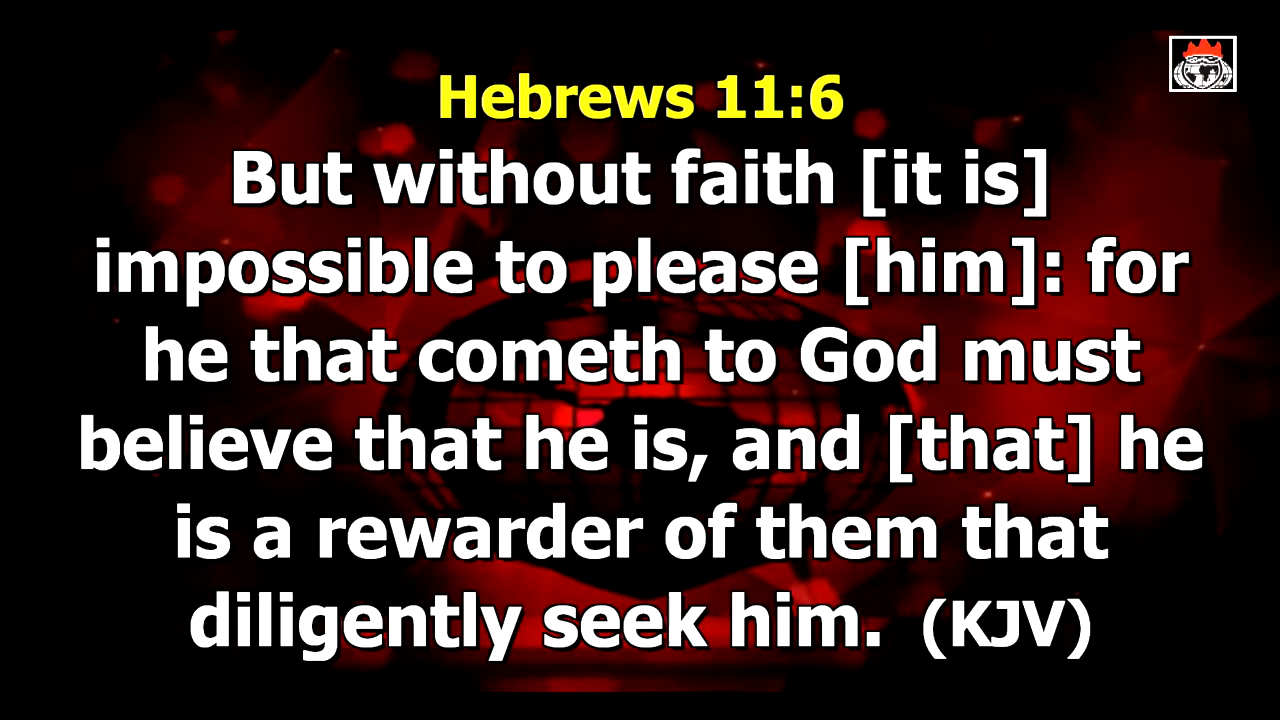 Hebrews 11:6
But without faith [it is]
impossible to please [him]: for
he that cometh to God must
believe that he is, and [that] he
is a rewarder of them that
diligently seek him.  (KJV)